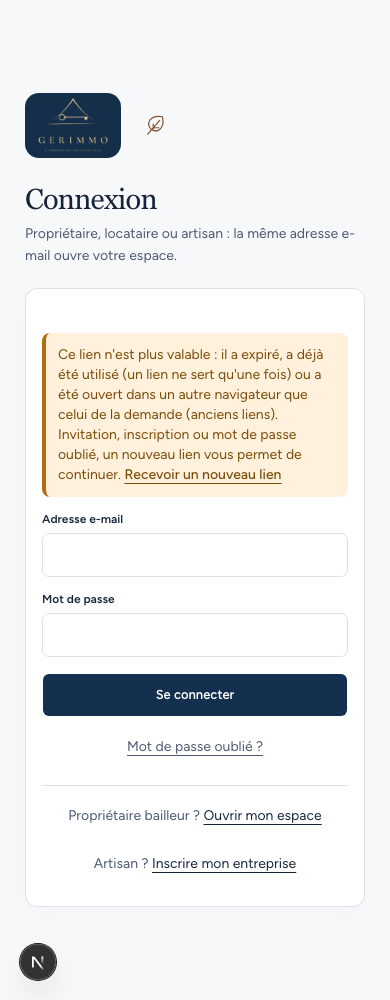 GERIMMO
Connexion
Propriétaire, locataire ou artisan : la même adresse e-
mail ouvre votre espace.
Ce lien n'est plus valable : il a expiré, a déjà
été utilisé (un lien ne sert qu'une fois) ou a
été ouvert dans un autre navigateur que
celui de la demande (anciens liens).
Invitation, inscription ou mot de passe
oublié, un nouveau lien vous permet de
continuer. Recevoir un nouveau lien
Adresse e-mail
Mot de passe
Se connecter
Mot de passe oublié ?
Propriétaire bailleur ? Ouvrir mon espace
Artisan ? Inscrire mon entreprise
N